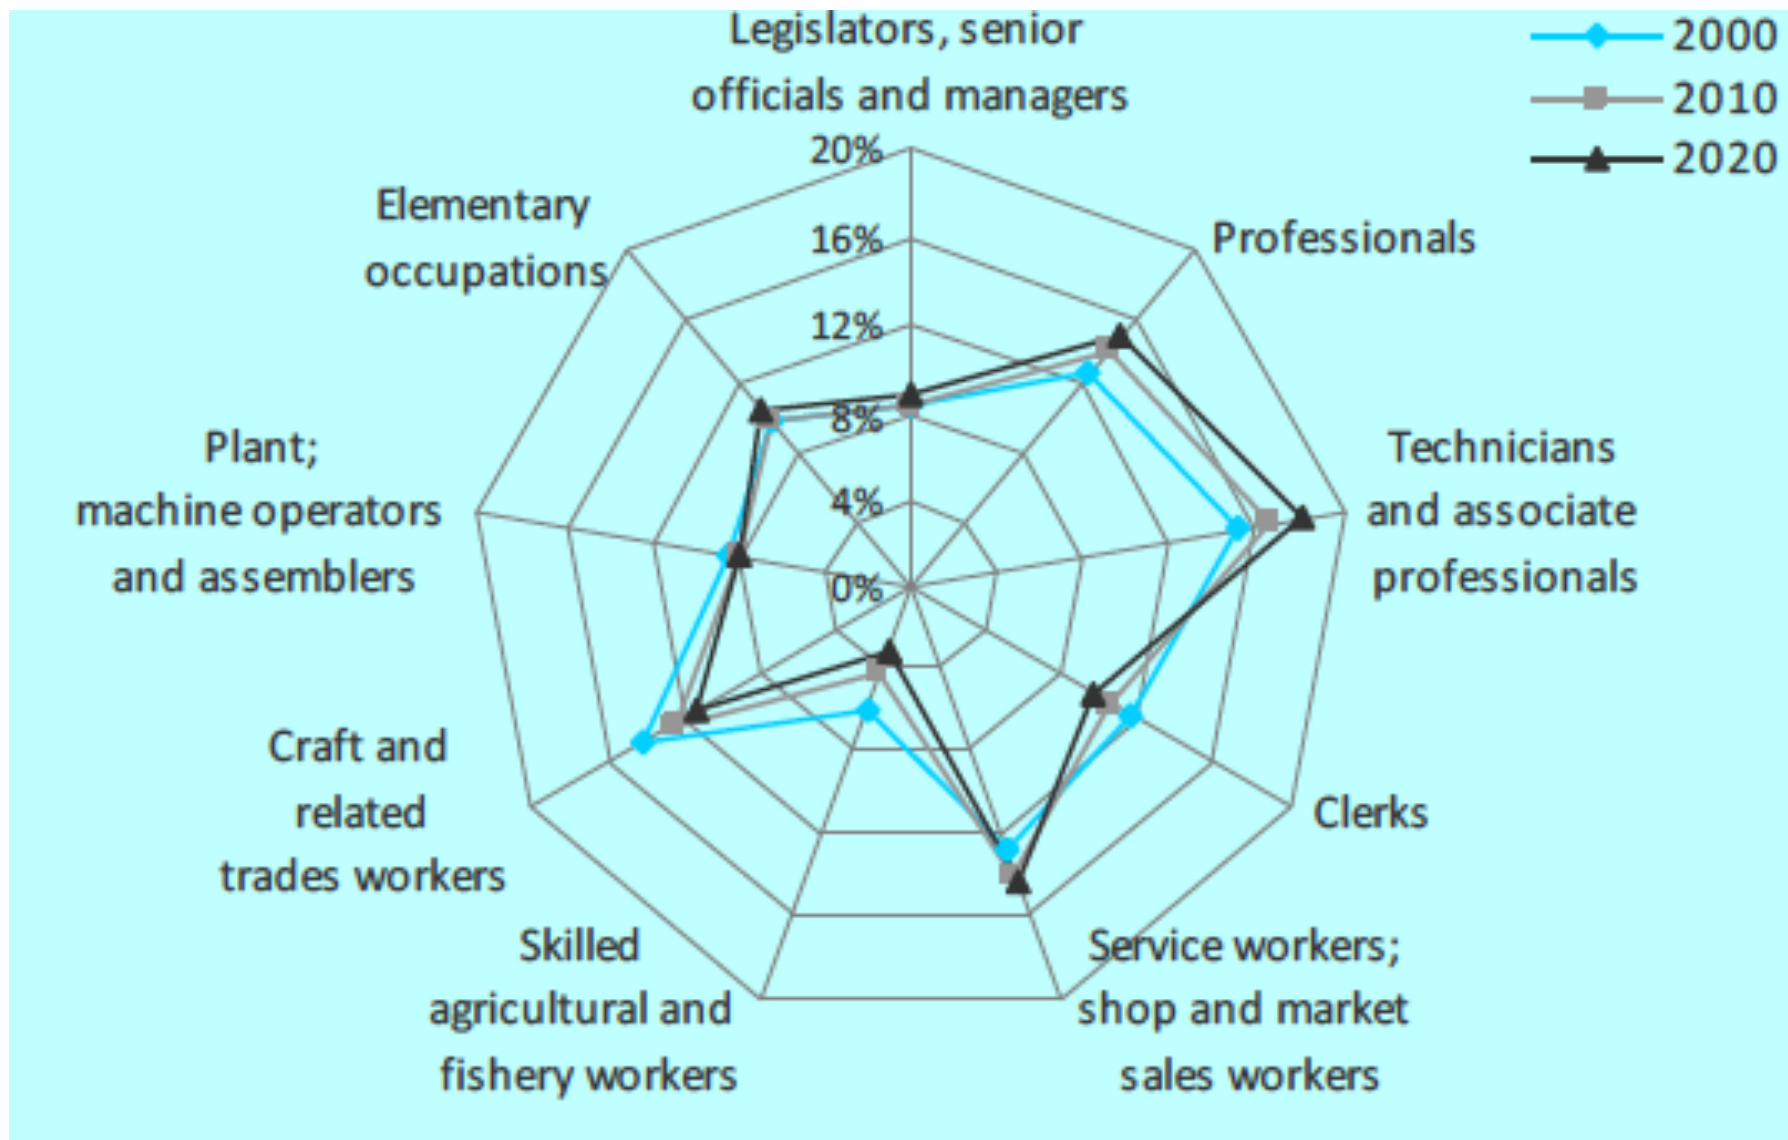 Legislators, senior
officials and managers
2000
2010
2020
20%
16%
12%
8%
4%
0%
Professionals
Technicians
and associate
professionals
Clerks
Service workers;
shop and market
sales workers
Skilled
agricultural and
fishery workers
Craft and
related
trades workers
Plant;
machine operators
and assemblers
Elementary
occupations